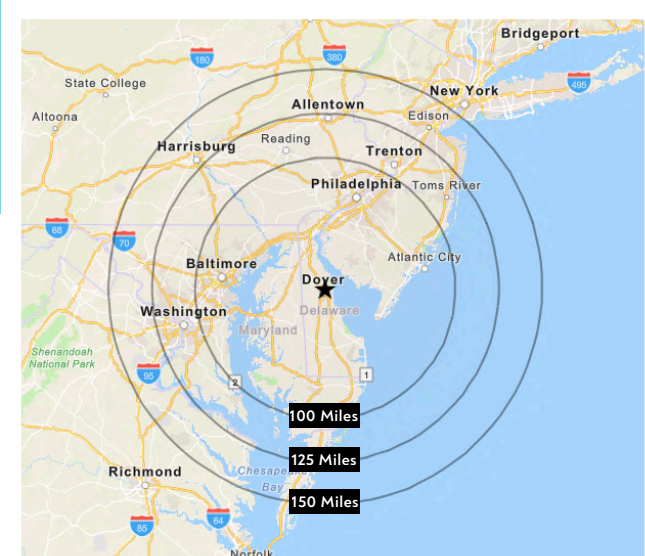 Bridgeport
180
380
State College
495
New York
Allentown
Altoona
Edison
Reading
Harrisburg
Trenton
Philadelphia
Toms River
68
70
Atlantic City
Baltimore
Dover
Washington
Delaware
Maryland
Shenandoah
National Park
95
2
1
100 Miles
125 Miles
Richmond
Chesapeake
Bay
150 Miles
85
64
Norfolk